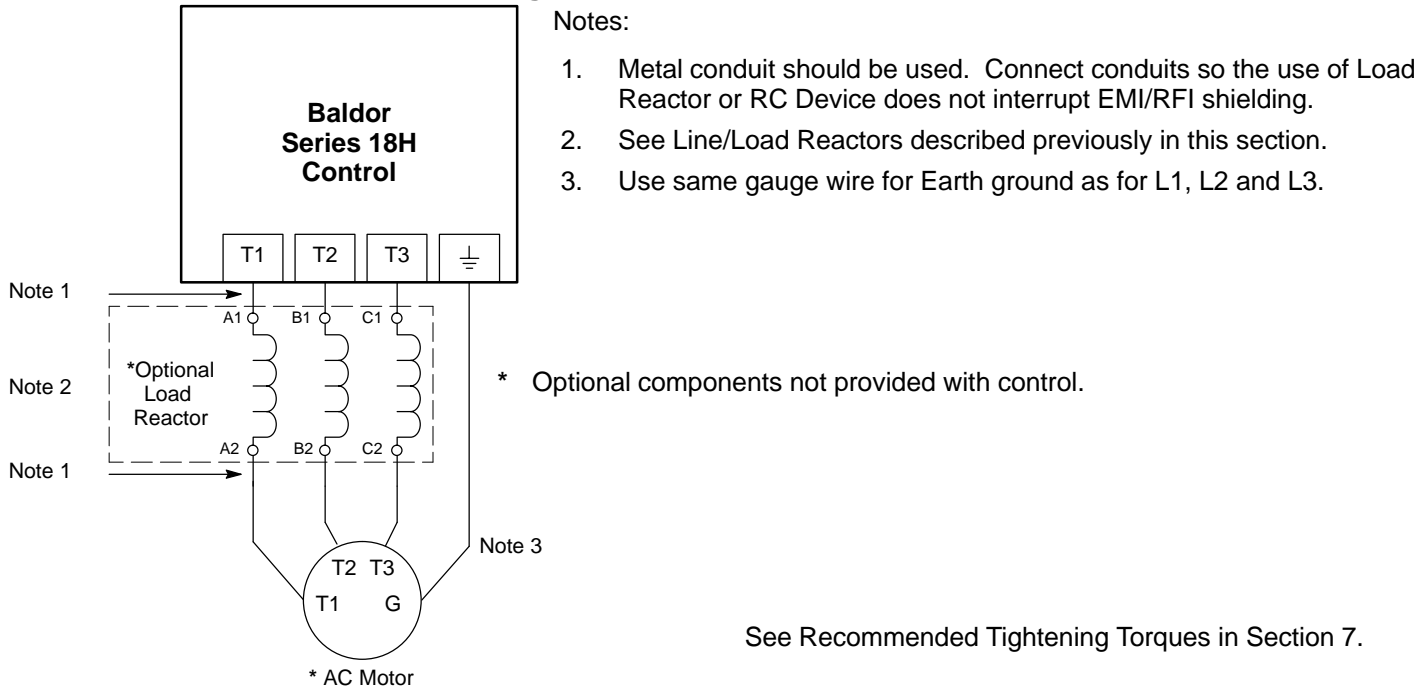 Baldor
Series 18H
Control
T1 T2 T3
Note 1
A1 B1 C1
*Optional
Load
Reactor
Note 2
A2 B2 C2
Note 1
Note 3
T2 T3
T1 G
* AC Motor
Notes:
1. Metal conduit should be used. Connect conduits so the use of Load
Reactor or RC Device does not interrupt EMI/RFI shielding.
2. See Line/Load Reactors described previously in this section.
3. Use same gauge wire for Earth ground as for L1, L2 and L3.
* Optional components not provided with control.
See Recommended Tightening Torques in Section 7.